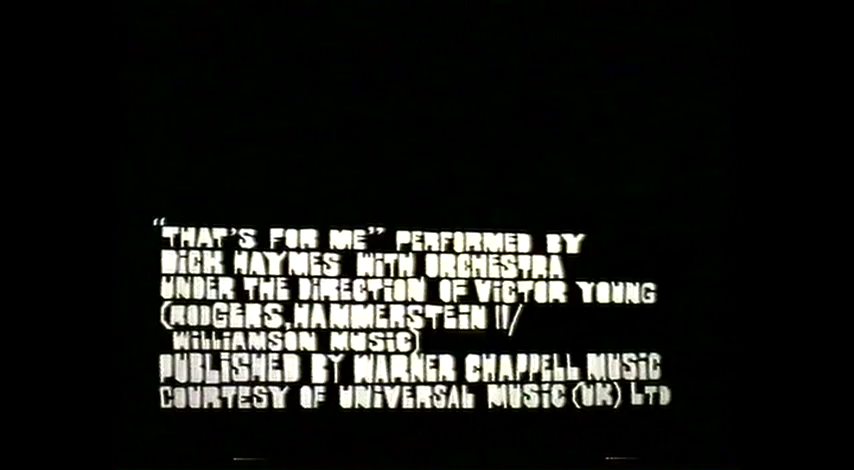 "THAT'S FOR ME" PERFORMED BY
DiCK HAYMES WiTH ORCHESTRA
UNDER THE DiRECTiON OF ViCTOR YOUNG
(RODGERS, HAMMERSTEiN II/
WiLLiAMSON MUSiC)
PUBLiSHED BY WARNER CHAPPELL MUSiC
COURTESY OF UNiVERSAL MUSiC (UK) LTD